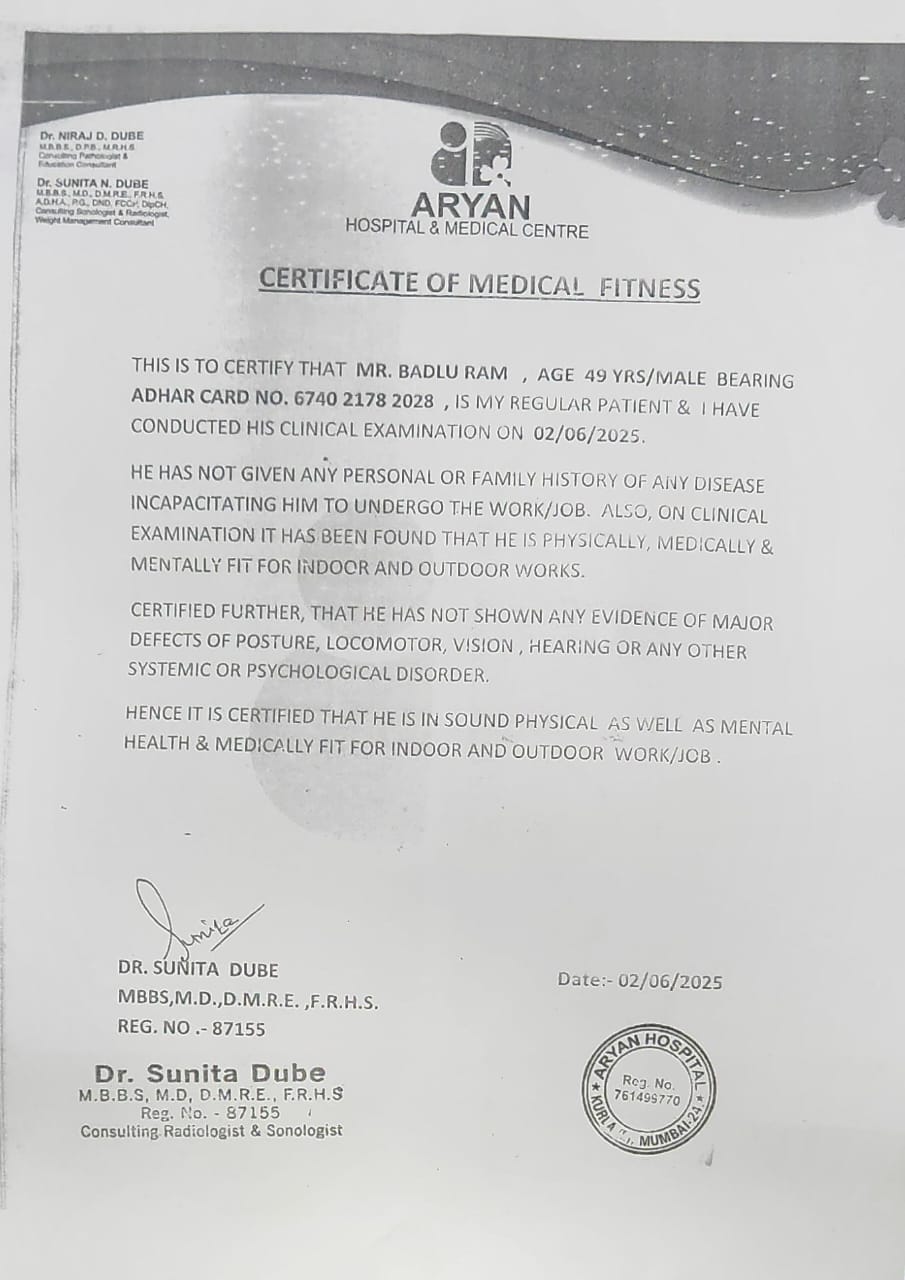 Dr. NIRAJ D. DUBE
M.B.B.S., D.P.B., M.R.H.S.
Consulting Pathologist &
Education Consultant
Dr. SUNITA N. DUBE
M.B.B.S., M.D., D.M.R.E., F.R.H.S.
A.D.H.A., P.G., DND, FCCP, DipCH,
Consulting Sonologist & Radiologist,
Weight Management Consultant
ARYAN
HOSPITAL & MEDICAL CENTRE
CERTIFICATE OF MEDICAL FITNESS
THIS IS TO CERTIFY THAT MR. BADLU RAM , AGE 49 YRS/MALE BEARING
ADHAR CARD NO. 6740 2178 2028 , IS MY REGULAR PATIENT & I HAVE
CONDUCTED HIS CLINICAL EXAMINATION ON 02/06/2025.
HE HAS NOT GIVEN ANY PERSONAL OR FAMILY HISTORY OF ANY DISEASE
INCAPACITATING HIM TO UNDERGO THE WORK/JOB. ALSO, ON CLINICAL
EXAMINATION IT HAS BEEN FOUND THAT HE IS PHYSICALLY, MEDICALLY &
MENTALLY FIT FOR INDOOR AND OUTDOOR WORKS.
CERTIFIED FURTHER, THAT HE HAS NOT SHOWN ANY EVIDENCE OF MAJOR
DEFECTS OF POSTURE, LOCOMOTOR, VISION , HEARING OR ANY OTHER
SYSTEMIC OR PSYCHOLOGICAL DISORDER.
HENCE IT IS CERTIFIED THAT HE IS IN SOUND PHYSICAL AS WELL AS MENTAL
HEALTH & MEDICALLY FIT FOR INDOOR AND OUTDOOR WORK/JOB .
Sunita
DR. SUNITA DUBE
MBBS,M.D.,D.M.R.E. ,F.R.H.S.
REG. NO .- 87155
Date:- 02/06/2025
Dr. Sunita Dube
M.B.B.S, M.D, D.M.R.E., F.R.H.S
Reg. No. - 87155
Consulting Radiologist & Sonologist
ARYAN HOSPITAL
Reg. No.
761499770
KURLA MUMBAI-24.